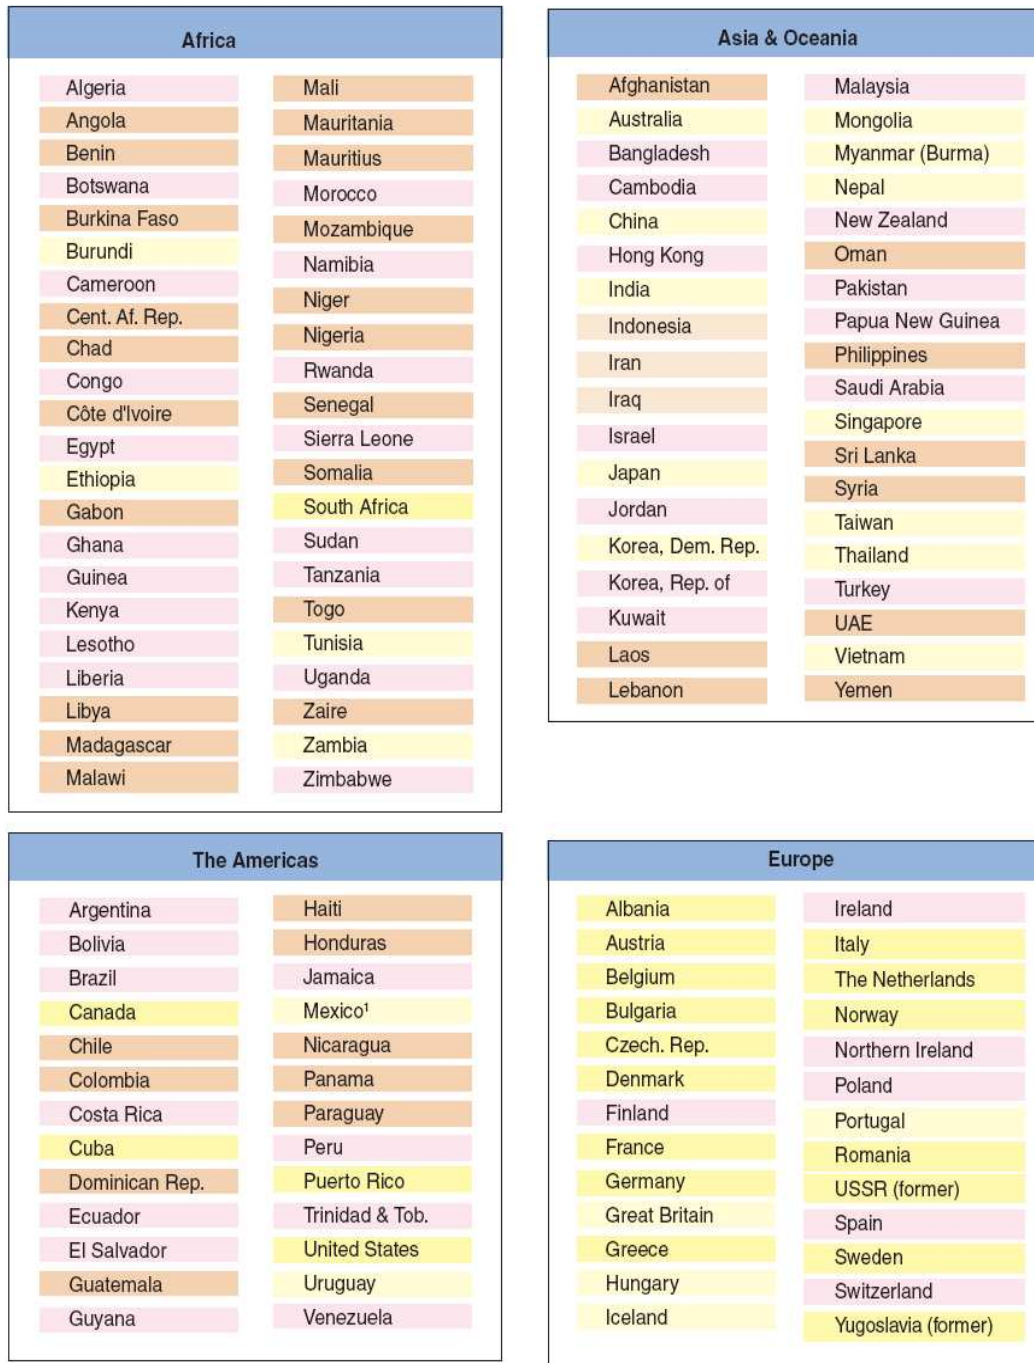 Africa
Algeria
Angola
Benin
Botswana
Burkina Faso
Burundi
Cameroon
Cent. Af. Rep.
Chad
Congo
Côte d'Ivoire
Egypt
Ethiopia
Gabon
Ghana
Guinea
Kenya
Lesotho
Liberia
Libya
Madagascar
Malawi
Mali
Mauritania
Mauritius
Morocco
Mozambique
Namibia
Niger
Nigeria
Rwanda
Senegal
Sierra Leone
Somalia
South Africa
Sudan
Tanzania
Togo
Tunisia
Uganda
Zaire
Zambia
Zimbabwe
Asia & Oceania
Afghanistan
Australia
Bangladesh
Cambodia
China
Hong Kong
India
Indonesia
Iran
Iraq
Israel
Japan
Jordan
Korea, Dem. Rep.
Korea, Rep. of
Kuwait
Laos
Lebanon
Malaysia
Mongolia
Myanmar (Burma)
Nepal
New Zealand
Oman
Pakistan
Papua New Guinea
Philippines
Saudi Arabia
Singapore
Sri Lanka
Syria
Taiwan
Thailand
Turkey
UAE
Vietnam
Yemen
The Americas
Argentina
Bolivia
Brazil
Canada
Chile
Colombia
Costa Rica
Cuba
Dominican Rep.
Ecuador
El Salvador
Guatemala
Guyana
Haiti
Honduras
Jamaica
Mexico¹
Nicaragua
Panama
Paraguay
Peru
Puerto Rico
Trinidad & Tob.
United States
Uruguay
Venezuela
Europe
Albania
Austria
Belgium
Bulgaria
Czech. Rep.
Denmark
Finland
France
Germany
Great Britain
Greece
Hungary
Iceland
Ireland
Italy
The Netherlands
Norway
Northern Ireland
Poland
Portugal
Romania
USSR (former)
Spain
Sweden
Switzerland
Yugoslavia (former)